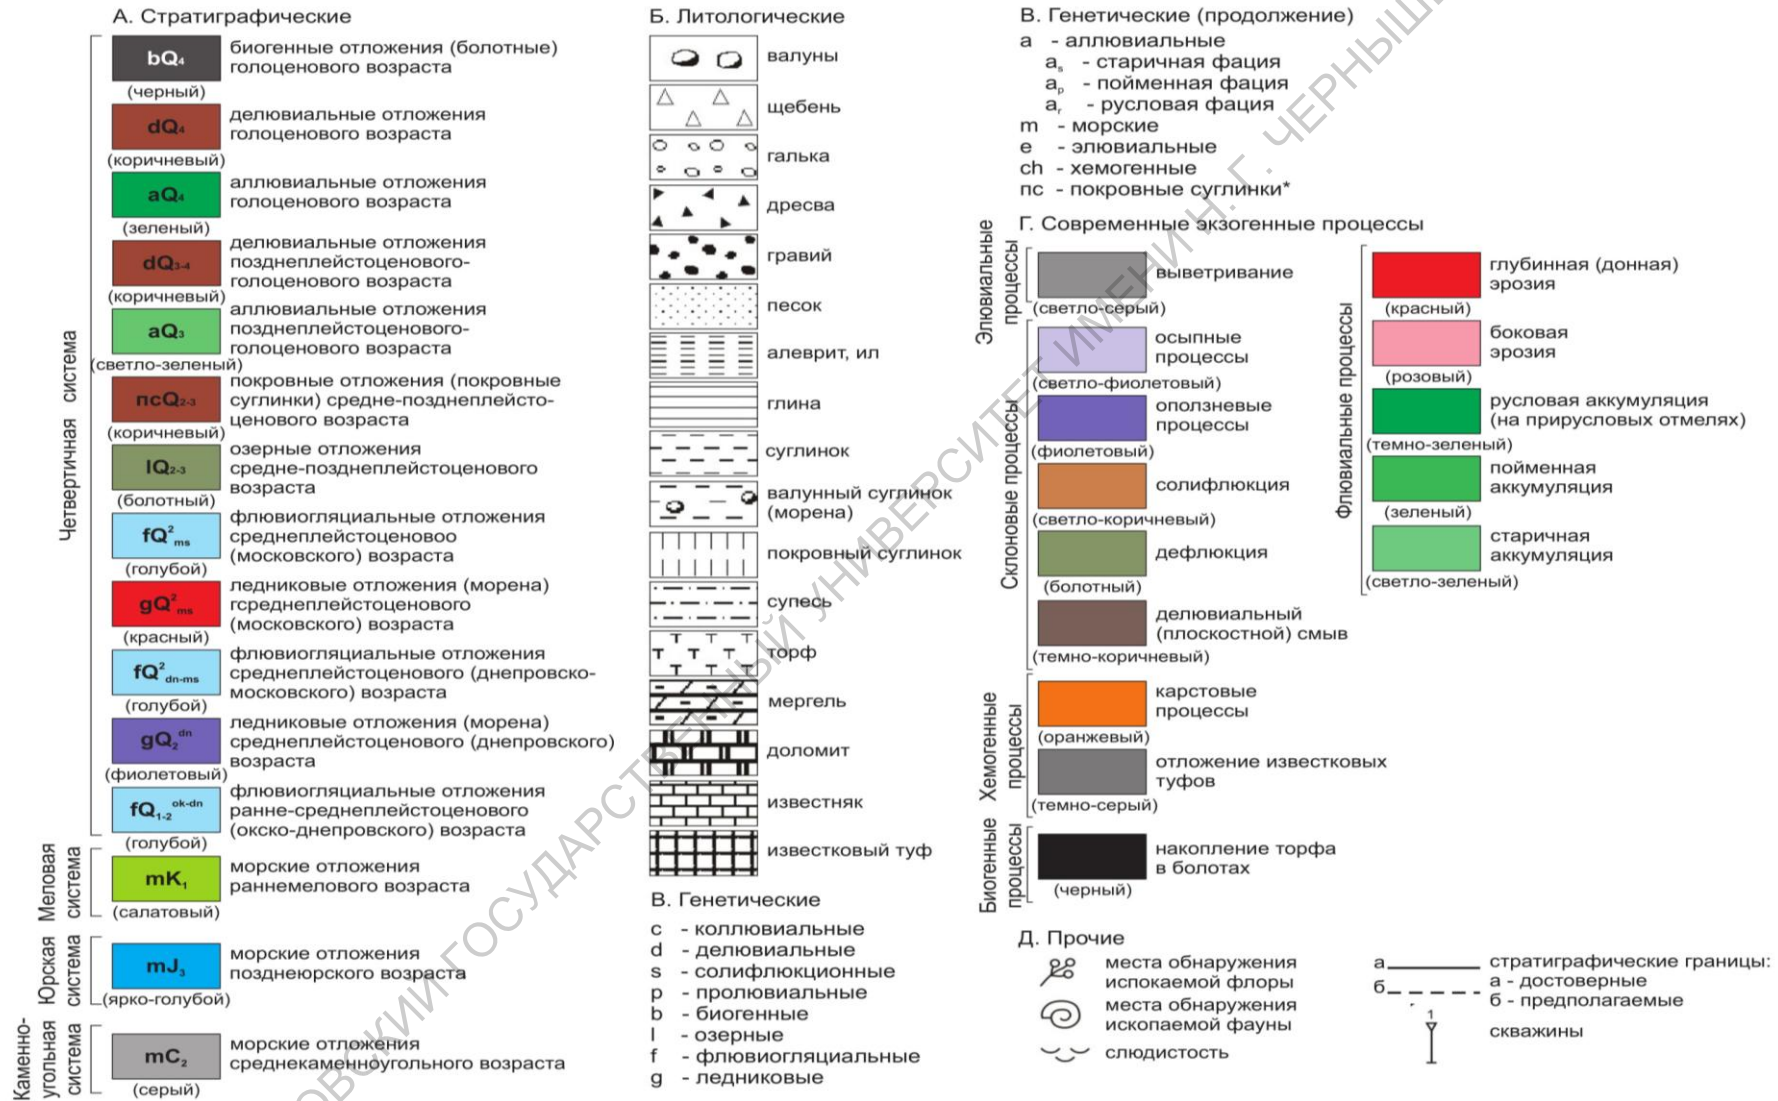 А. Стратиграфические
Четвертичная система
bQ₄
биогенные отложения (болотные)
голоценового возраста
(черный)
dQ₄
делювиальные отложения
голоценового возраста
(коричневый)
aQ₄
аллювиальные отложения
голоценового возраста
(зеленый)
dQ₃₋₄
делювиальные отложения
позднеплейстоценового-
голоценового возраста
(коричневый)
aQ₃
аллювиальные отложения
позднеплейстоценового-
голоценового возраста
(светло-зеленый)
псQ₂₋₃
покровные отложения (покровные
суглинки) средне-позднеплейсто-
ценового возраста
(коричневый)
lQ₂₋₃
озерные отложения
средне-позднеплейстоценового
возраста
(болотный)
fQ²ms
флювиогляциальные отложения
среднеплейстоценовоо
(московского) возраста
(голубой)
gQ²ms
ледниковые отложения (морена)
гсреднеплейстоценового
(московского) возраста
(красный)
fQ²dn-ms
флювиогляциальные отложения
среднеплейстоценового (днепровско-
московского) возраста
(голубой)
gQ₂dn
ледниковые отложения (морена)
среднеплейстоценового (днепровского)
возраста
(фиолетовый)
fQ₁₋₂ok-dn
флювиогляциальные отложения
ранне-среднеплейстоценового
(окско-днепровского) возраста
(голубой)
Меловая
система
mK₁
морские отложения
раннемелового возраста
(салатовый)
Юрская
система
mJ₃
морские отложения
позднеюрского возраста
(ярко-голубой)
Каменно-
угольная
система
mC₂
морские отложения
среднекаменноугольного возраста
(серый)
Б. Литологические
валуны
щебень
галька
дресва
гравий
песок
алеврит, ил
глина
суглинок
валунный суглинок
(морена)
покровный суглинок
супесь
торф
мергель
доломит
известняк
известковый туф
В. Генетические
c - коллювиальные
d - делювиальные
s - солифлюкционные
p - пролювиальные
b - биогенные
l - озерные
f - флювиогляциальные
g - ледниковые
В. Генетические (продолжение)
a - аллювиальные
aₛ - старичная фация
aₚ - пойменная фация
aᵣ - русловая фация
m - морские
e - элювиальные
ch - хемогенные
пс - покровные суглинки*
Г. Современные экзогенные процессы
Элювиальные
процессы
выветривание
(светло-серый)
Склоновые процессы
осыпные
процессы
(светло-фиолетовый)
оползневые
процессы
(фиолетовый)
солифлюкция
(светло-коричневый)
дефлюкция
(болотный)
делювиальный
(плоскостной) смыв
(темно-коричневый)
Хемогенные
процессы
карстовые
процессы
(оранжевый)
отложение известковых
туфов
(темно-серый)
Биогенные
процессы
накопление торфа
в болотах
(черный)
Флювиальные процессы
глубинная (донная)
эрозия
(красный)
боковая
эрозия
(розовый)
русловая аккумуляция
(на прирусловых отмелях)
(темно-зеленый)
пойменная
аккумуляция
(зеленый)
старичная
аккумуляция
(светло-зеленый)
Д. Прочие
места обнаружения
испокаемой флоры
места обнаружения
ископаемой фауны
слюдистость
а
б
стратиграфические границы:
а - достоверные
б - предполагаемые
1
скважины
ОВСКИЙ ГОСУДАРСТВЕННЫЙ УНИВЕРСИТЕТ ИМЕНИ Н. Г. ЧЕРНЫШЕ